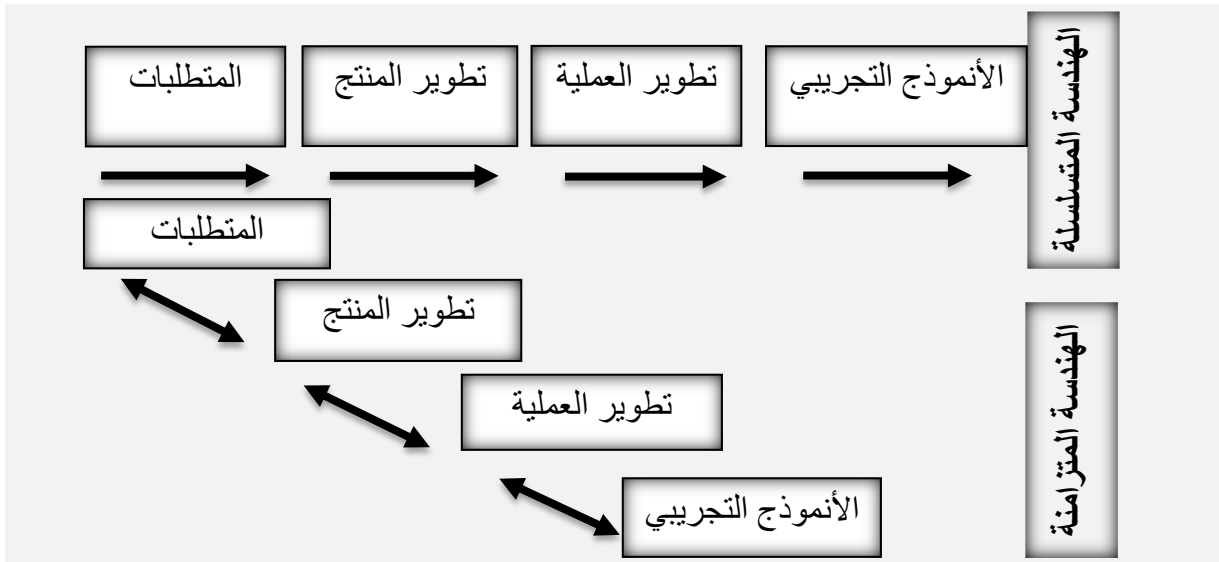 المتطلبات
تطوير المنتج
تطوير العملية
الأنموذج التجريبي
الهندسة المتسلسلة
المتطلبات
تطوير المنتج
تطوير العملية
الأنموذج التجريبي
الهندسة المتزامنة